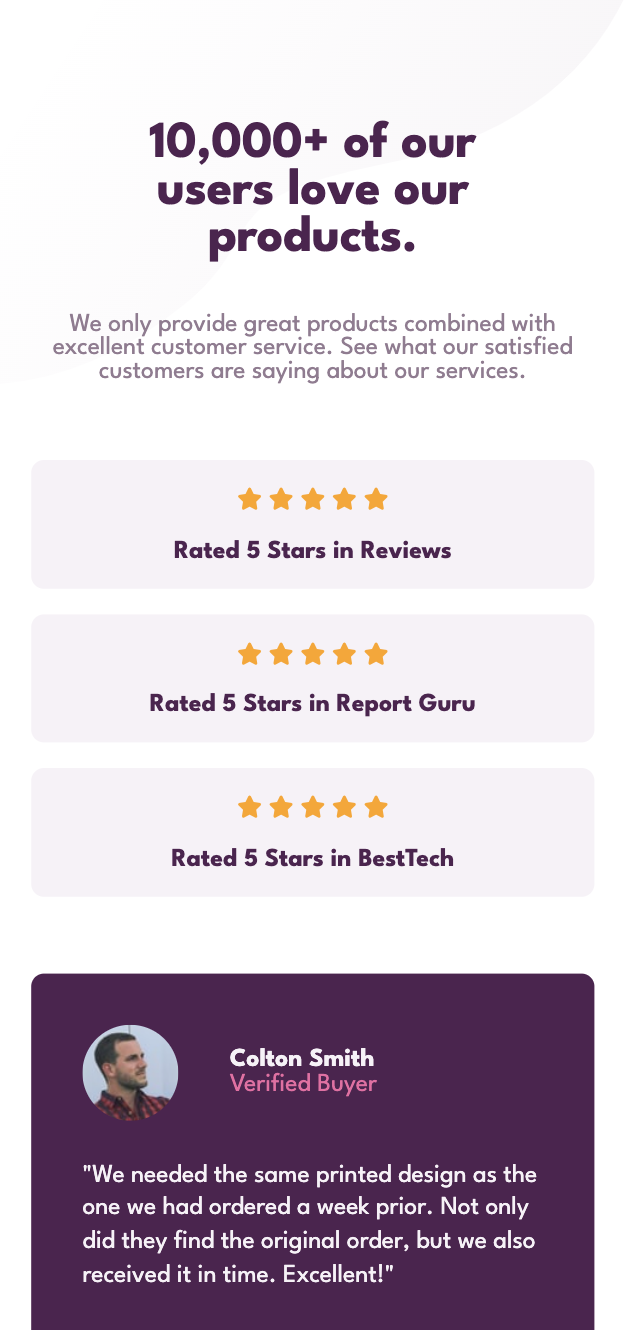 10,000+ of our
users love our
products.
We only provide great products combined with
excellent customer service. See what our satisfied
customers are saying about our services.
Rated 5 Stars in Reviews
Rated 5 Stars in Report Guru
Rated 5 Stars in BestTech
Colton Smith
Verified Buyer
"We needed the same printed design as the
one we had ordered a week prior. Not only
did they find the original order, but we also
received it in time. Excellent!"